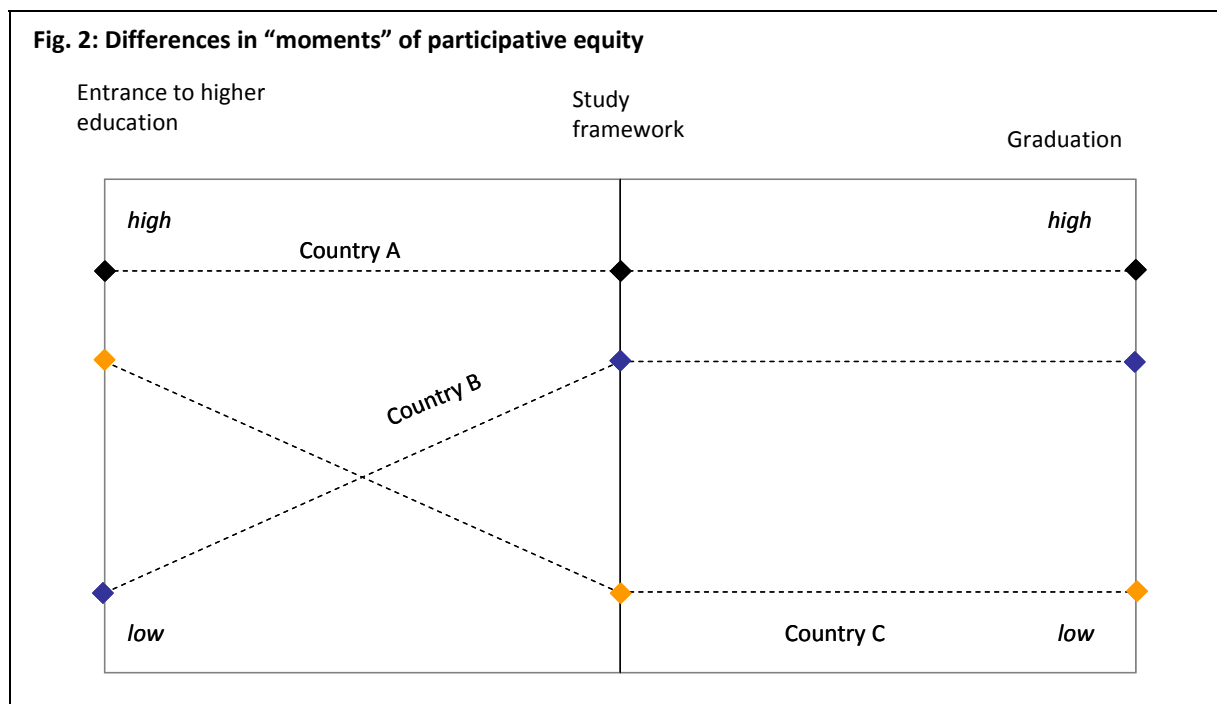 Fig. 2: Differences in “moments” of participative equity
Entrance to higher
education
Study
framework
Graduation
high
high
Country A
Country B
low
Country C
low